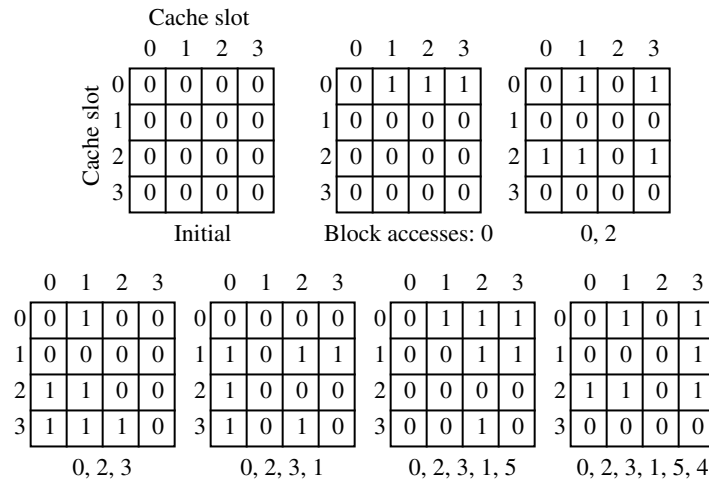 Cache slot
0 1 2 3 0 1 2 3 0 1 2 3
Cache slot
0 0 0 0 0 0 0 1 1 1 0 0 1 0 1
1 0 0 0 0 1 0 0 0 0 1 0 0 0 0
2 0 0 0 0 2 0 0 0 0 2 1 1 0 1
3 0 0 0 0 3 0 0 0 0 3 0 0 0 0
Initial Block accesses: 0 0, 2
0 1 2 3 0 1 2 3 0 1 2 3 0 1 2 3
0 0 1 0 0 0 0 0 0 0 0 0 1 1 1 0 0 1 0 1
1 0 0 0 0 1 1 0 1 1 1 0 0 1 1 1 0 0 0 1
2 1 1 0 0 2 1 0 0 0 2 0 0 0 0 2 1 1 0 1
3 1 1 1 0 3 1 0 1 0 3 0 0 1 0 3 0 0 0 0
0, 2, 3 0, 2, 3, 1 0, 2, 3, 1, 5 0, 2, 3, 1, 5, 4